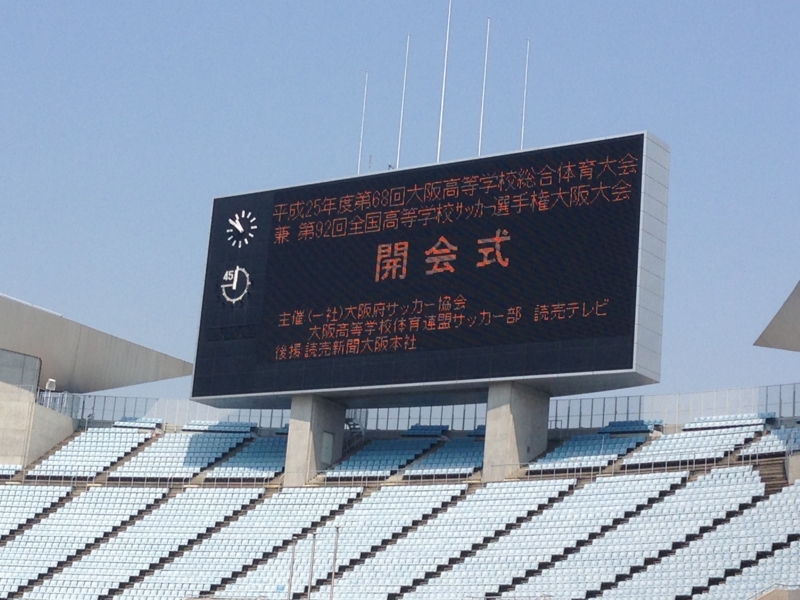 平成25年度第68回大阪高等学校総合体育大会
兼 第92回全国高等学校サッカー選手権大阪大会
開会式
主催(一社)大阪府サッカー協会
大阪高等学校体育連盟サッカー部 読売テレビ
後援 読売新聞大阪本社
45